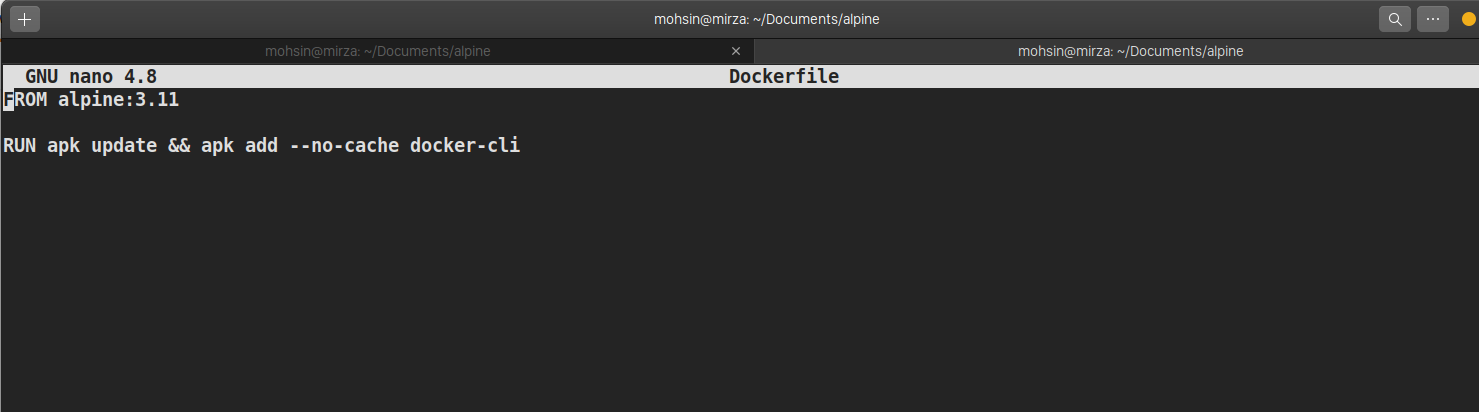 mohsin@mirza: ~/Documents/alpine
mohsin@mirza: ~/Documents/alpine × mohsin@mirza: ~/Documents/alpine
GNU nano 4.8 Dockerfile
FROM alpine:3.11
RUN apk update && apk add --no-cache docker-cli